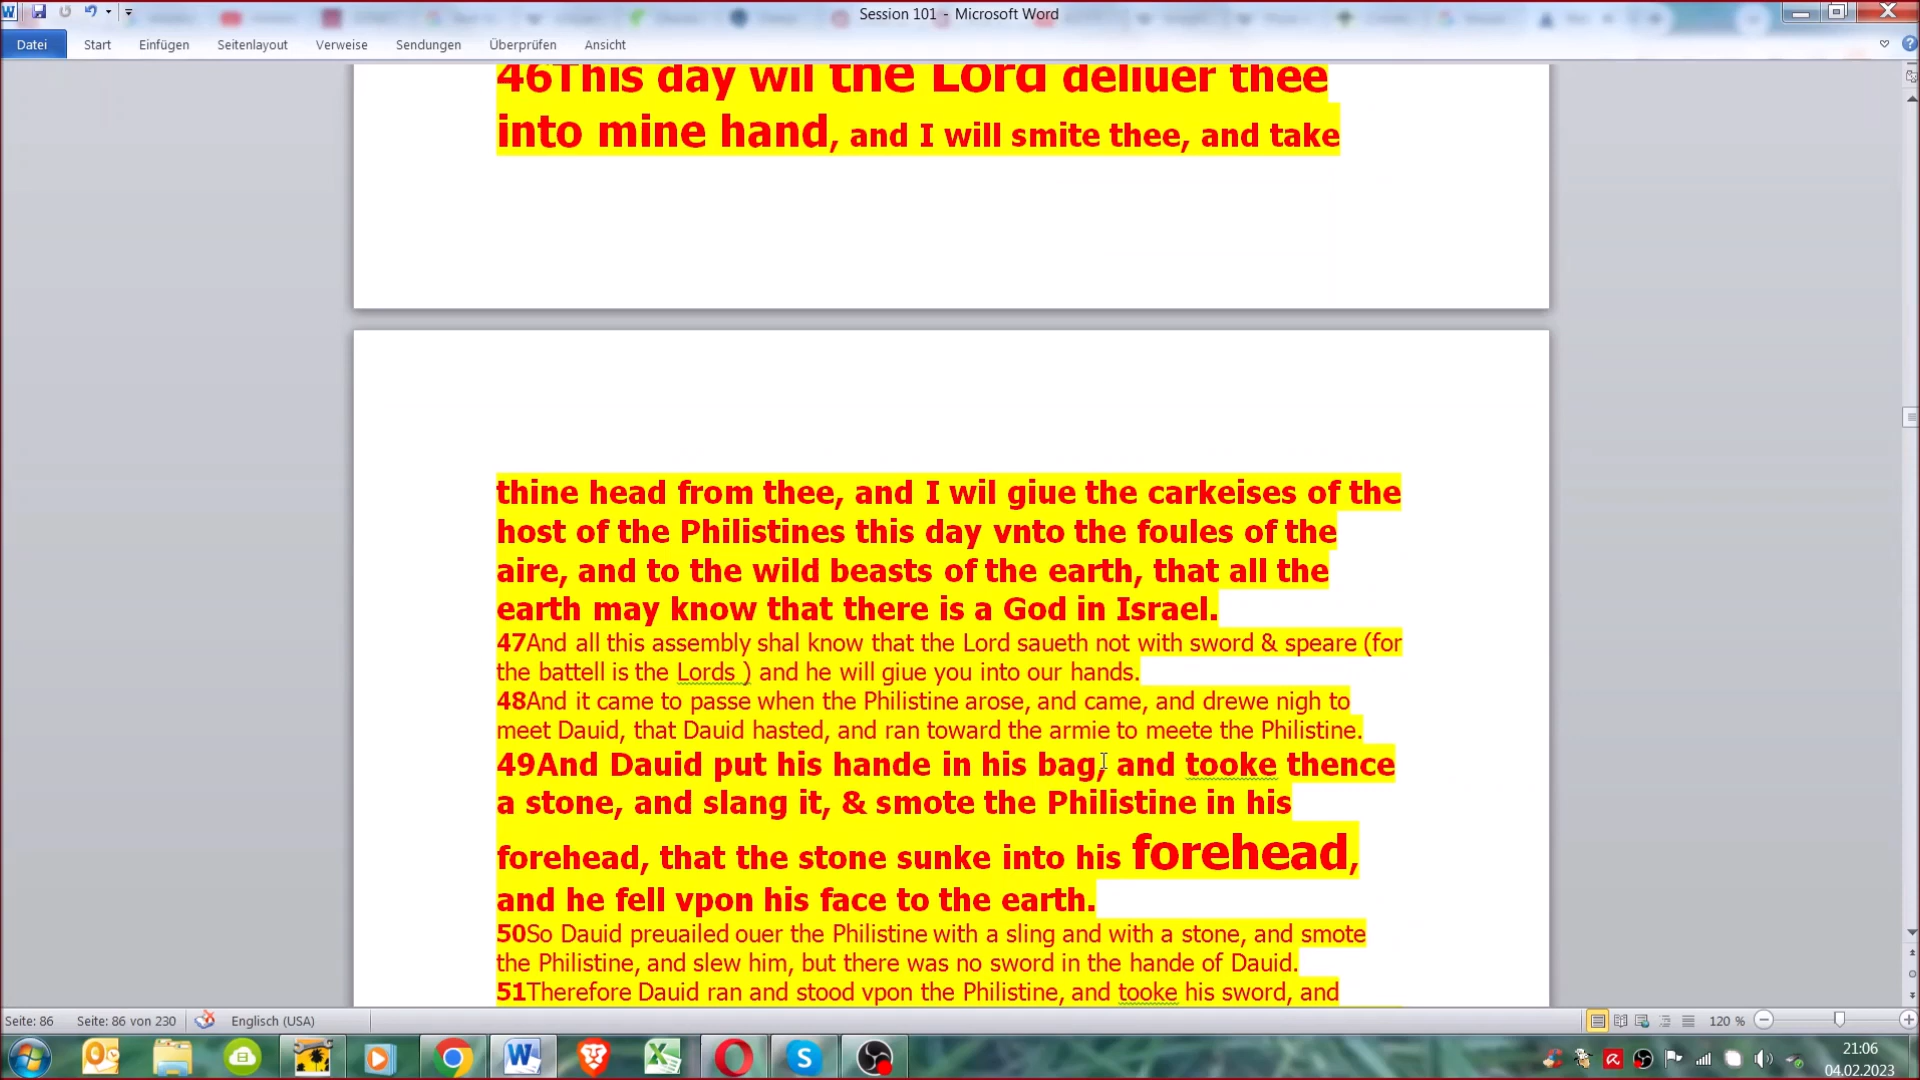 Session 101 - Microsoft Word
Datei Start Einfügen Seitenlayout Verweise Sendungen Überprüfen Ansicht
46This day wil the Lord deliuer thee
into mine hand, and I will smite thee, and take
thine head from thee, and I wil giue the carkeises of the
host of the Philistines this day vnto the foules of the
aire, and to the wild beasts of the earth, that all the
earth may know that there is a God in Israel.
47And all this assembly shal know that the Lord saueth not with sword & speare (for
the battell is the Lords ) and he will giue you into our hands.
48And it came to passe when the Philistine arose, and came, and drewe nigh to
meet Dauid, that Dauid hasted, and ran toward the armie to meete the Philistine.
49And Dauid put his hande in his bag, and tooke thence
a stone, and slang it, & smote the Philistine in his
forehead, that the stone sunke into his forehead,
and he fell vpon his face to the earth.
50So Dauid preuailed ouer the Philistine with a sling and with a stone, and smote
the Philistine, and slew him, but there was no sword in the hande of Dauid.
51Therefore Dauid ran and stood vpon the Philistine, and tooke his sword, and
Seite: 86 Seite: 86 von 230 Englisch (USA) 120 %
21:06
04.02.2023